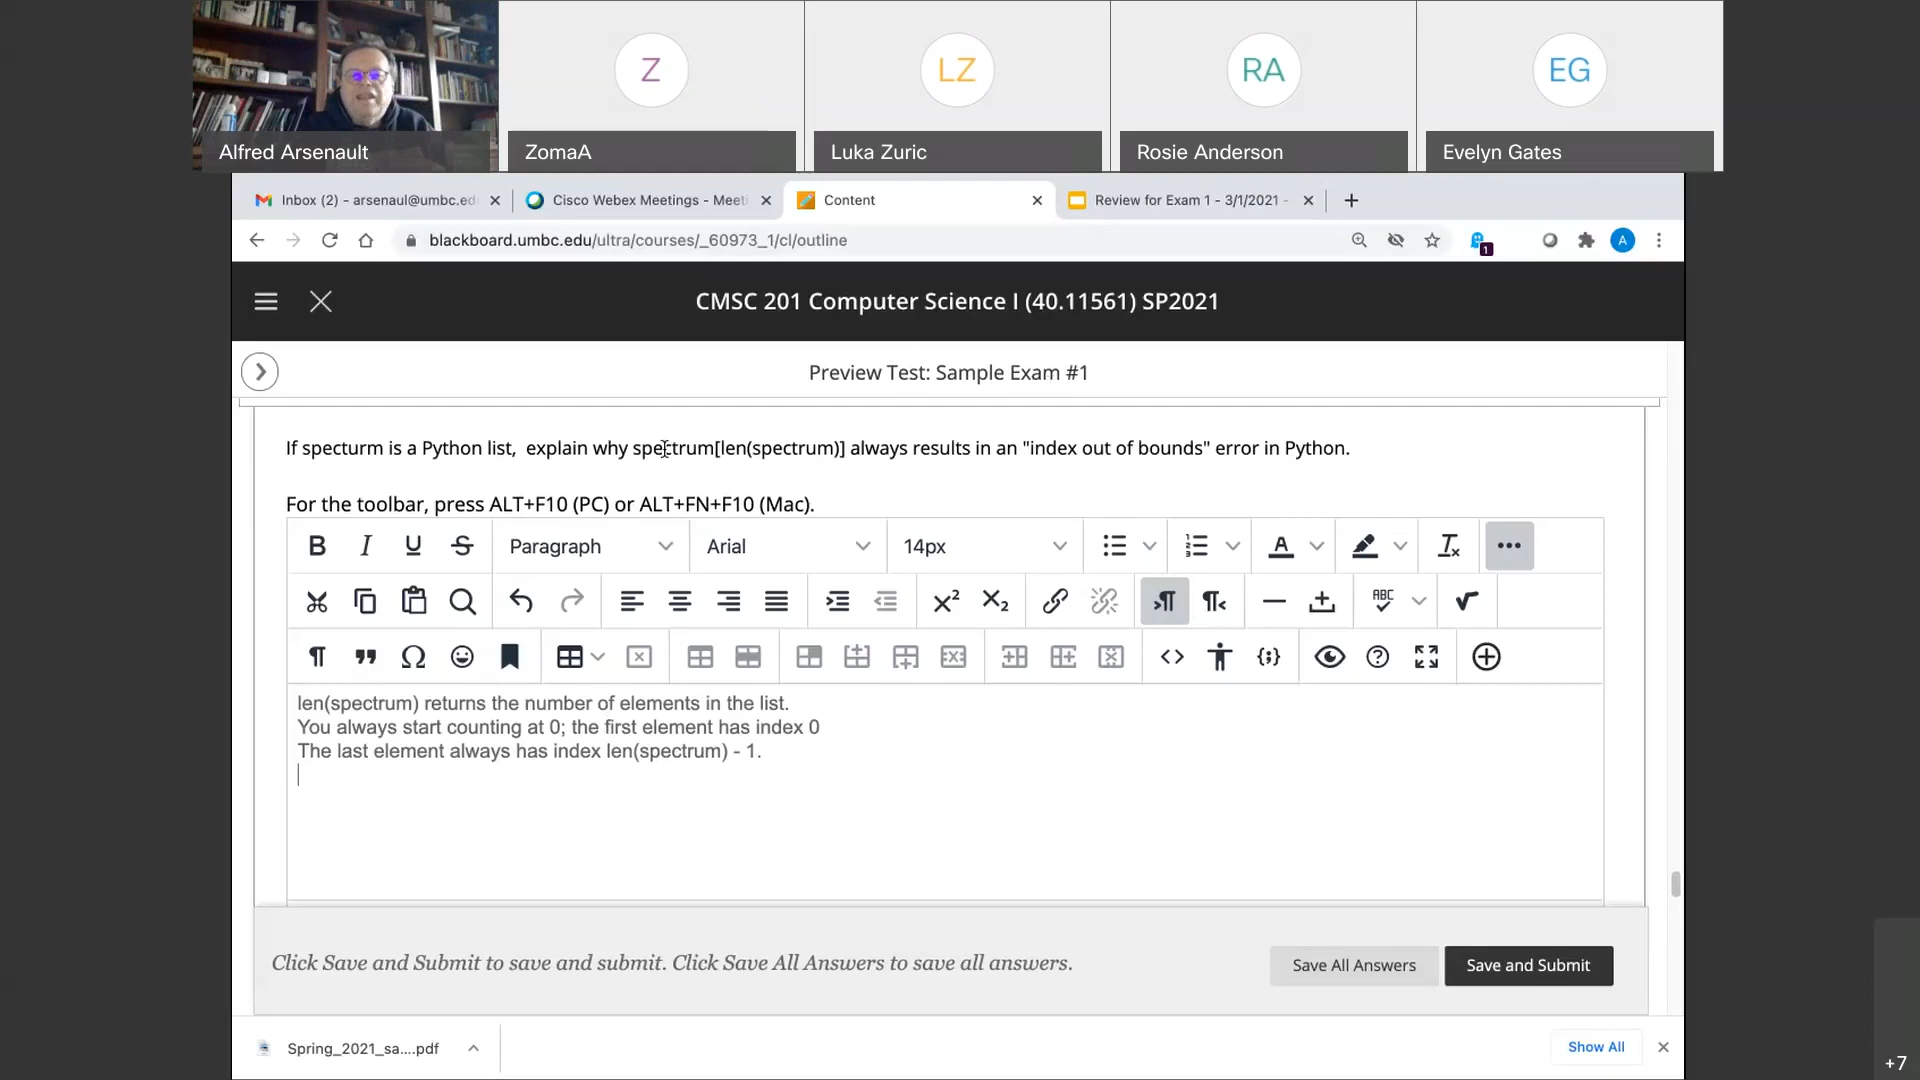 Z
LZ
RA
EG
Alfred Arsenault
ZomaA
Luka Zuric
Rosie Anderson
Evelyn Gates
Inbox (2) - arsenaul@umbc.ed
Cisco Webex Meetings - Meeti
Content
Review for Exam 1 - 3/1/2021 -
blackboard.umbc.edu/ultra/courses/_60973_1/cl/outline
1
A
CMSC 201 Computer Science I (40.11561) SP2021
Preview Test: Sample Exam #1
If specturm is a Python list,  explain why spectrum[len(spectrum)] always results in an "index out of bounds" error in Python.
For the toolbar, press ALT+F10 (PC) or ALT+FN+F10 (Mac).
B I U S Paragraph Arial 14px A
ABC
len(spectrum) returns the number of elements in the list.
You always start counting at 0; the first element has index 0
The last element always has index len(spectrum) - 1.
Click Save and Submit to save and submit. Click Save All Answers to save all answers.
Save All Answers
Save and Submit
Spring_2021_sa....pdf
Show All
+7